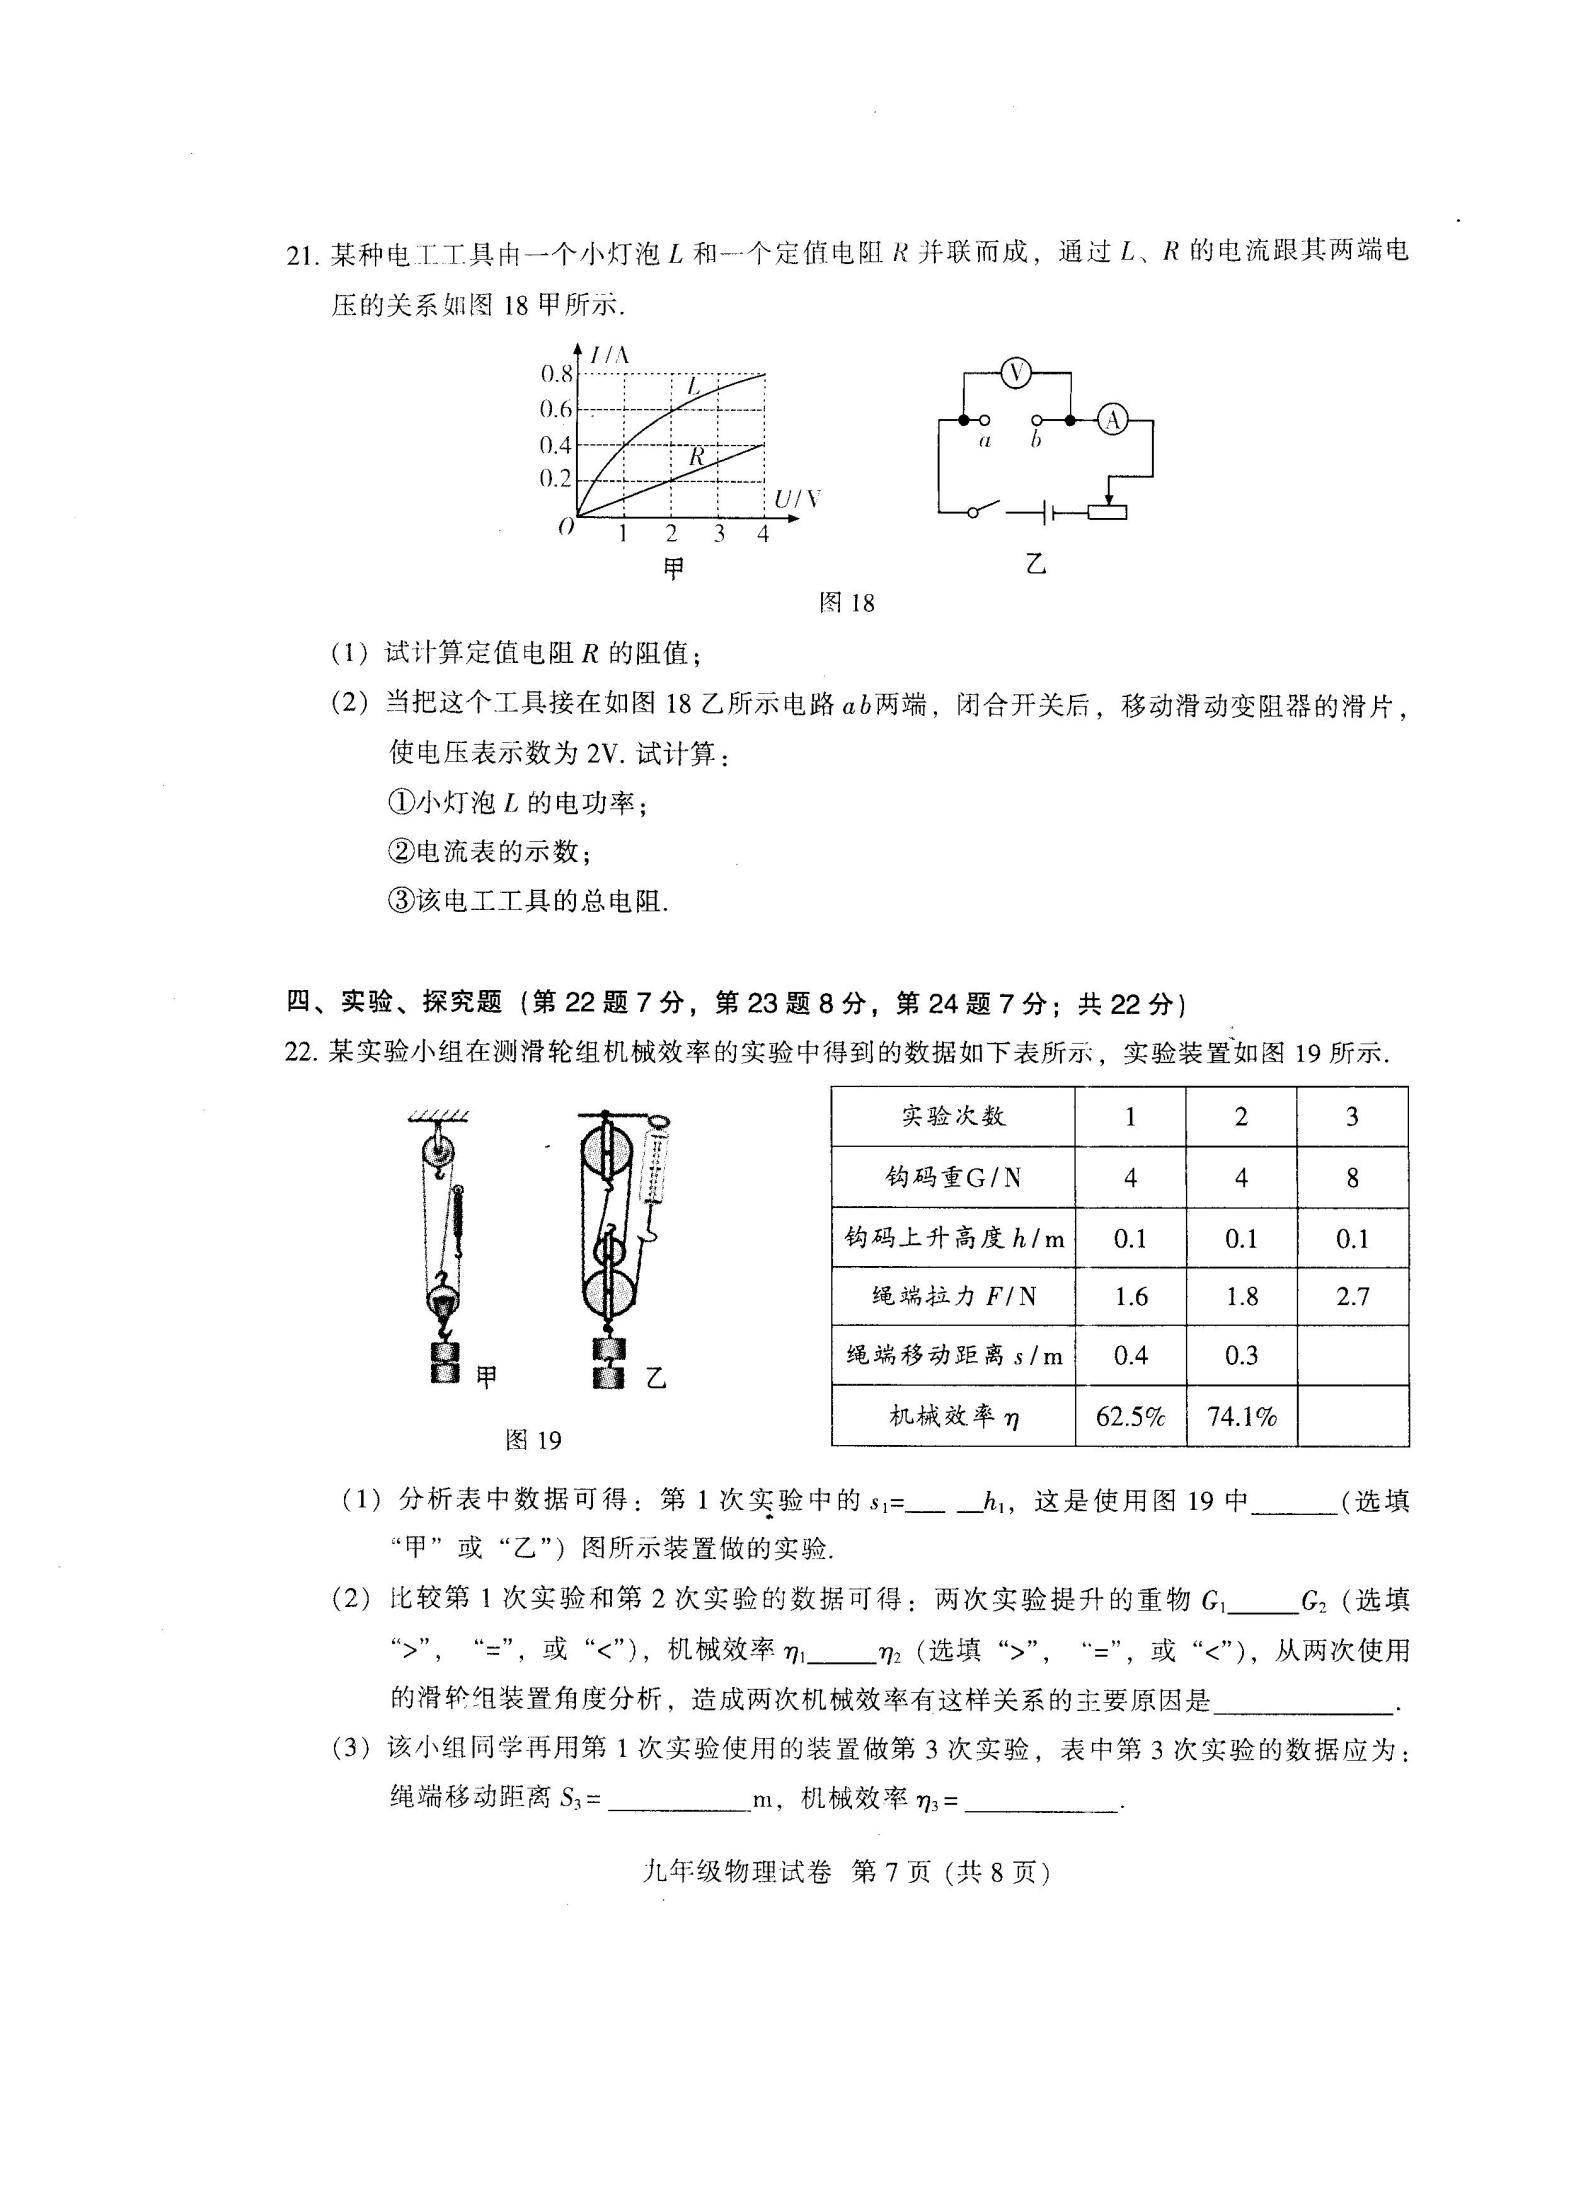 21. 某种电工工具由一个小灯泡 L 和一个定值电阻 R 并联而成，通过 L、R 的电流跟其两端电
压的关系如图 18 甲所示.
I/A
0.8
0.6
0.4
0.2
O
1 2 3 4
U/V
L
R
甲
V
A
a b
乙
图 18
(1) 试计算定值电阻 R 的阻值；
(2) 当把这个工具接在如图 18 乙所示电路 ab两端，闭合开关后，移动滑动变阻器的滑片，
使电压表示数为 2V. 试计算：
①小灯泡 L 的电功率；
②电流表的示数；
③该电工工具的总电阻.
四、实验、探究题（第 22 题 7 分，第 23 题 8 分，第 24 题 7 分；共 22 分）
22. 某实验小组在测滑轮组机械效率的实验中得到的数据如下表所示，实验装置如图 19 所示.
甲
乙
图 19
实验次数 1 2 3
钩码重G/N 4 4 8
钩码上升高度 h/m 0.1 0.1 0.1
绳端拉力 F/N 1.6 1.8 2.7
绳端移动距离 s/m 0.4 0.3
机械效率 η 62.5% 74.1%
(1) 分析表中数据可得：第 1 次实验中的 s₁=___ __h₁，这是使用图 19 中______(选填
“甲”或“乙”）图所示装置做的实验.
(2) 比较第 1 次实验和第 2 次实验的数据可得：两次实验提升的重物 G₁_____G₂（选填
“>”，“=”，或“<”)，机械效率 η₁_____η₂（选填“>”，“=”，或“<”)，从两次使用
的滑轮组装置角度分析，造成两次机械效率有这样关系的主要原因是_____________.
(3) 该小组同学再用第 1 次实验使用的装置做第 3 次实验，表中第 3 次实验的数据应为：
绳端移动距离 S₃= __________m，机械效率 η₃= ___________.
九年级物理试卷 第 7 页 (共 8 页)